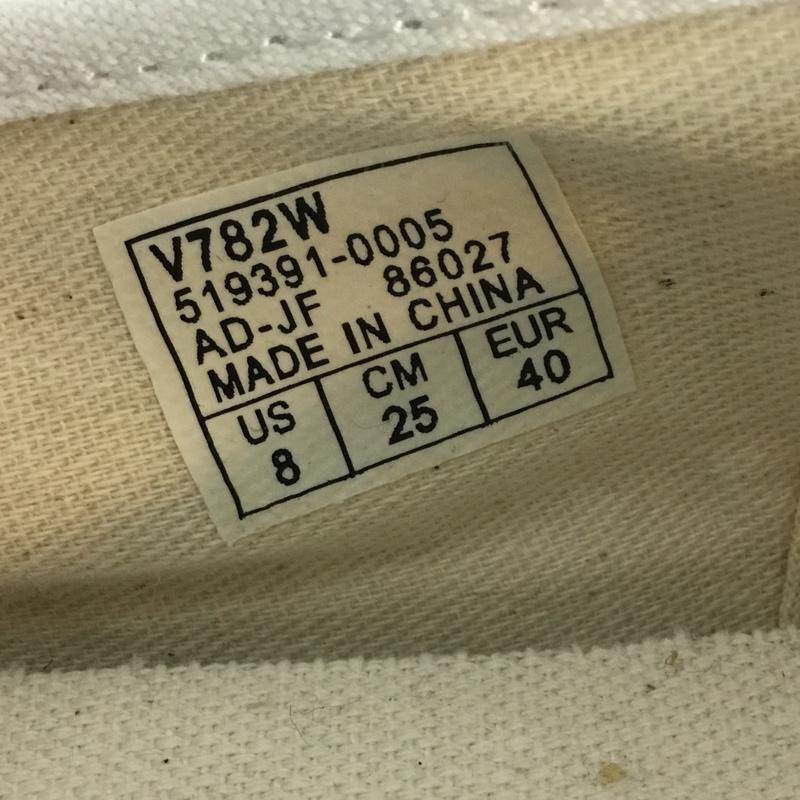 V782W
519391-0005
AD-JF 86027
MADE IN CHINA
US CM EUR
8 25 40